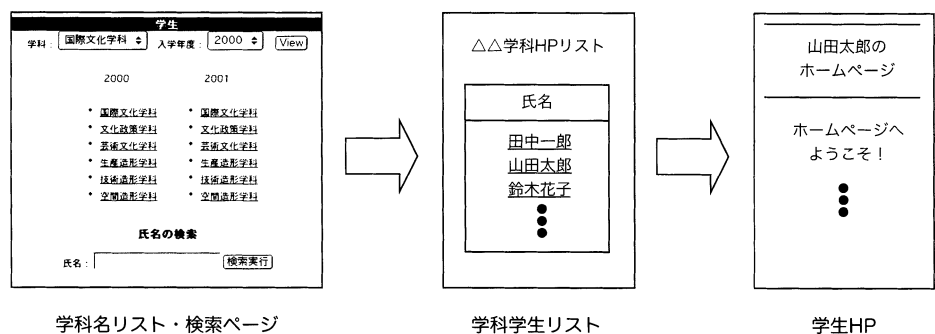 学生
学科： 国際文化学科 入学年度： 2000 View
2000 2001
・国際文化学科 ・国際文化学科
・文化政策学科 ・文化政策学科
・芸術文化学科 ・芸術文化学科
・生産造形学科 ・生産造形学科
・技術造形学科 ・技術造形学科
・空間造形学科 ・空間造形学科
氏名の検索
氏名： 検索実行
学科名リスト・検索ページ
△△学科HPリスト
氏名
田中一郎
山田太郎
鈴木花子
学科学生リスト
山田太郎の
ホームページ
ホームページへ
ようこそ！
学生HP